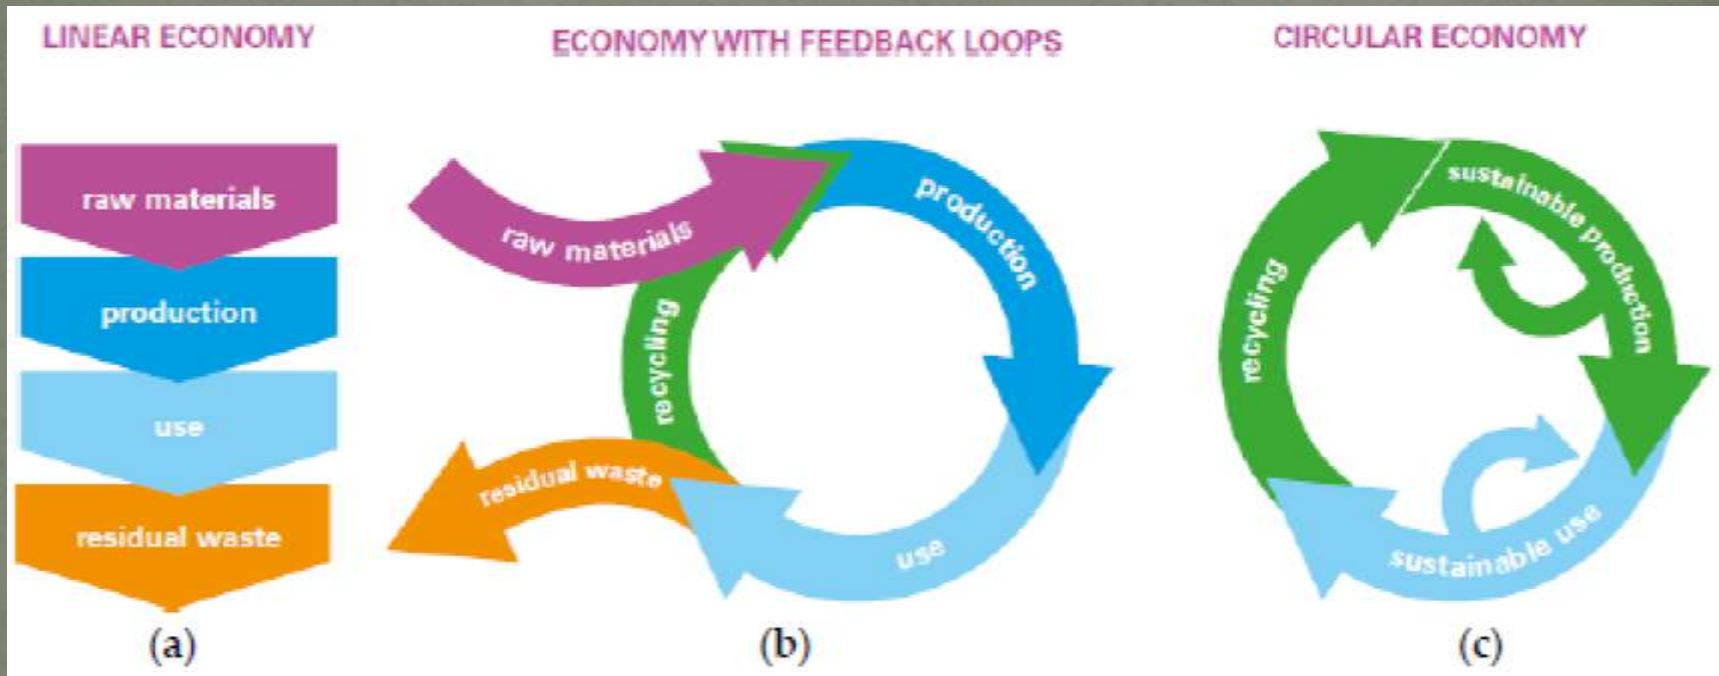 LINEAR ECONOMY
raw materials
production
use
residual waste
(a)
ECONOMY WITH FEEDBACK LOOPS
raw materials
production
recycling
residual waste
use
(b)
CIRCULAR ECONOMY
sustainable production
recycling
sustainable use
(c)